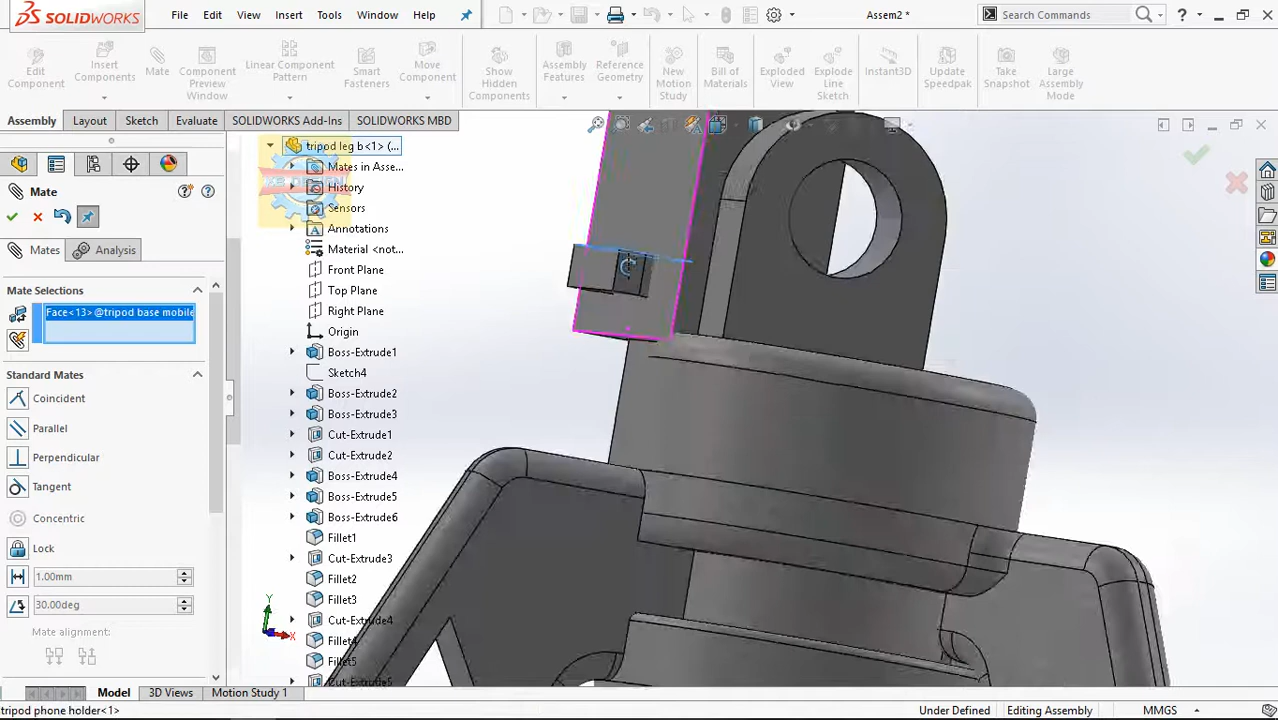 SOLIDWORKS File Edit View Insert Tools Window Help Assem2 * Search Commands ?
Edit Component
Insert Components
Mate
Component Preview Window
Linear Component Pattern
Smart Fasteners
Move Component
Show Hidden Components
Assembly Features
Reference Geometry
New Motion Study
Bill of Materials
Exploded View
Explode Line Sketch
Instant3D
Update Speedpak
Take Snapshot
Large Assembly Mode
Assembly Layout Sketch Evaluate SOLIDWORKS Add-Ins SOLIDWORKS MBD
Mate
Mates Analysis
Mate Selections
Face<13>@tripod base mobile
Standard Mates
Coincident
Parallel
Perpendicular
Tangent
Concentric
Lock
1.00mm
30.00deg
Mate alignment:
tripod leg b<1> (...
Mates in Asse...
History
Sensors
Annotations
Material <not...
Front Plane
Top Plane
Right Plane
Origin
Boss-Extrude1
Sketch4
Boss-Extrude2
Boss-Extrude3
Cut-Extrude1
Cut-Extrude2
Boss-Extrude4
Boss-Extrude5
Boss-Extrude6
Fillet1
Cut-Extrude3
Fillet2
Fillet3
Cut-Extrude4
Fillet4
Fillet5
Cut-Extrude5
Model 3D Views Motion Study 1
tripod phone holder<1> Under Defined Editing Assembly MMGS